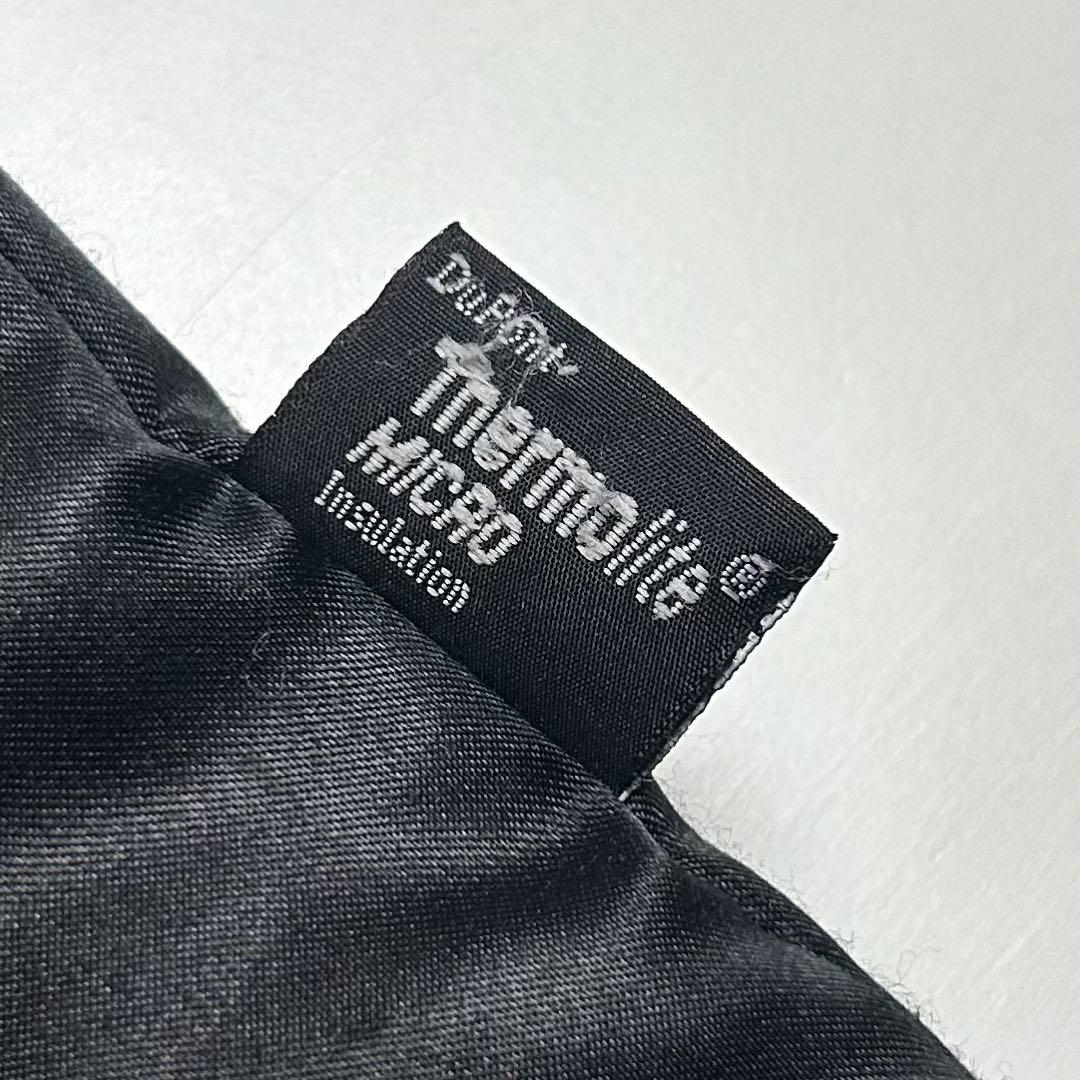 DuPont
Thermolite®
MICRO
Insulation